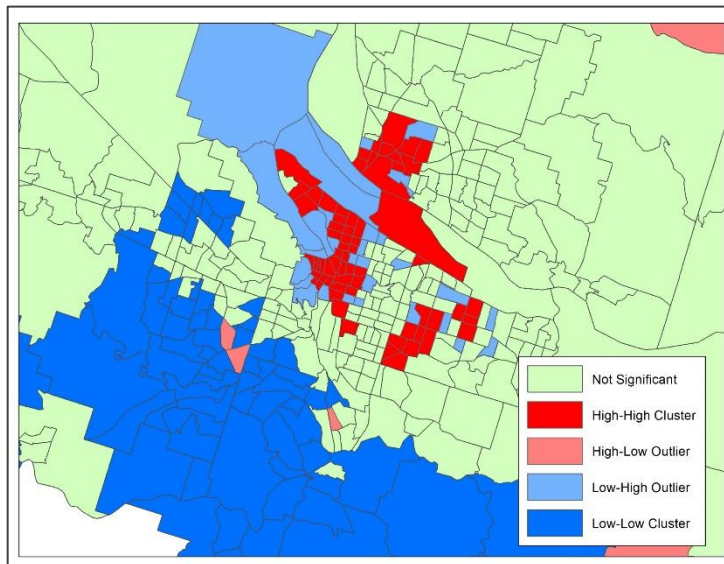 Not Significant
High-High Cluster
High-Low Outlier
Low-High Outlier
Low-Low Cluster